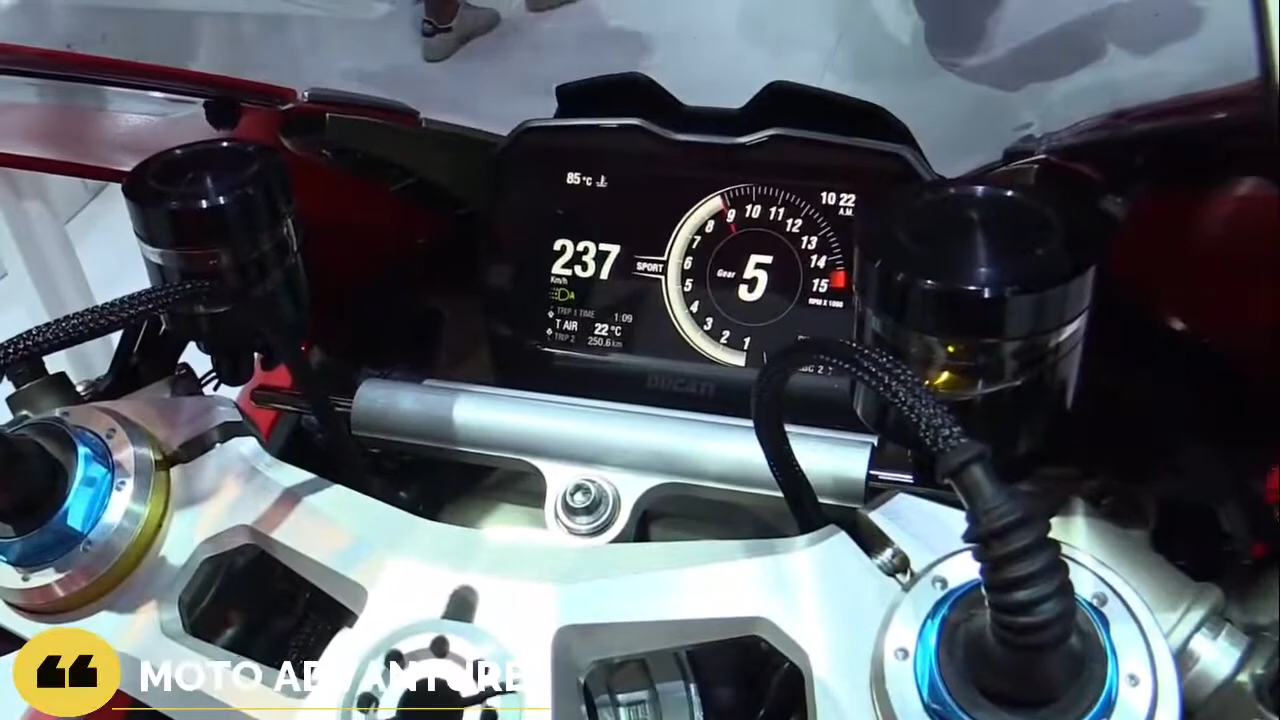 85 °C
10 22
A.M.
237
Km/h
SPORT
Gear 5
1
2
3
4
5
6
7
8
9
10
11
12
13
14
15
RPM X 1000
A
TRIP 1 TIME 1:09
T AIR 22 °C
TRIP 2 250.6 km
DUCATI
MOTO ADVANTURE